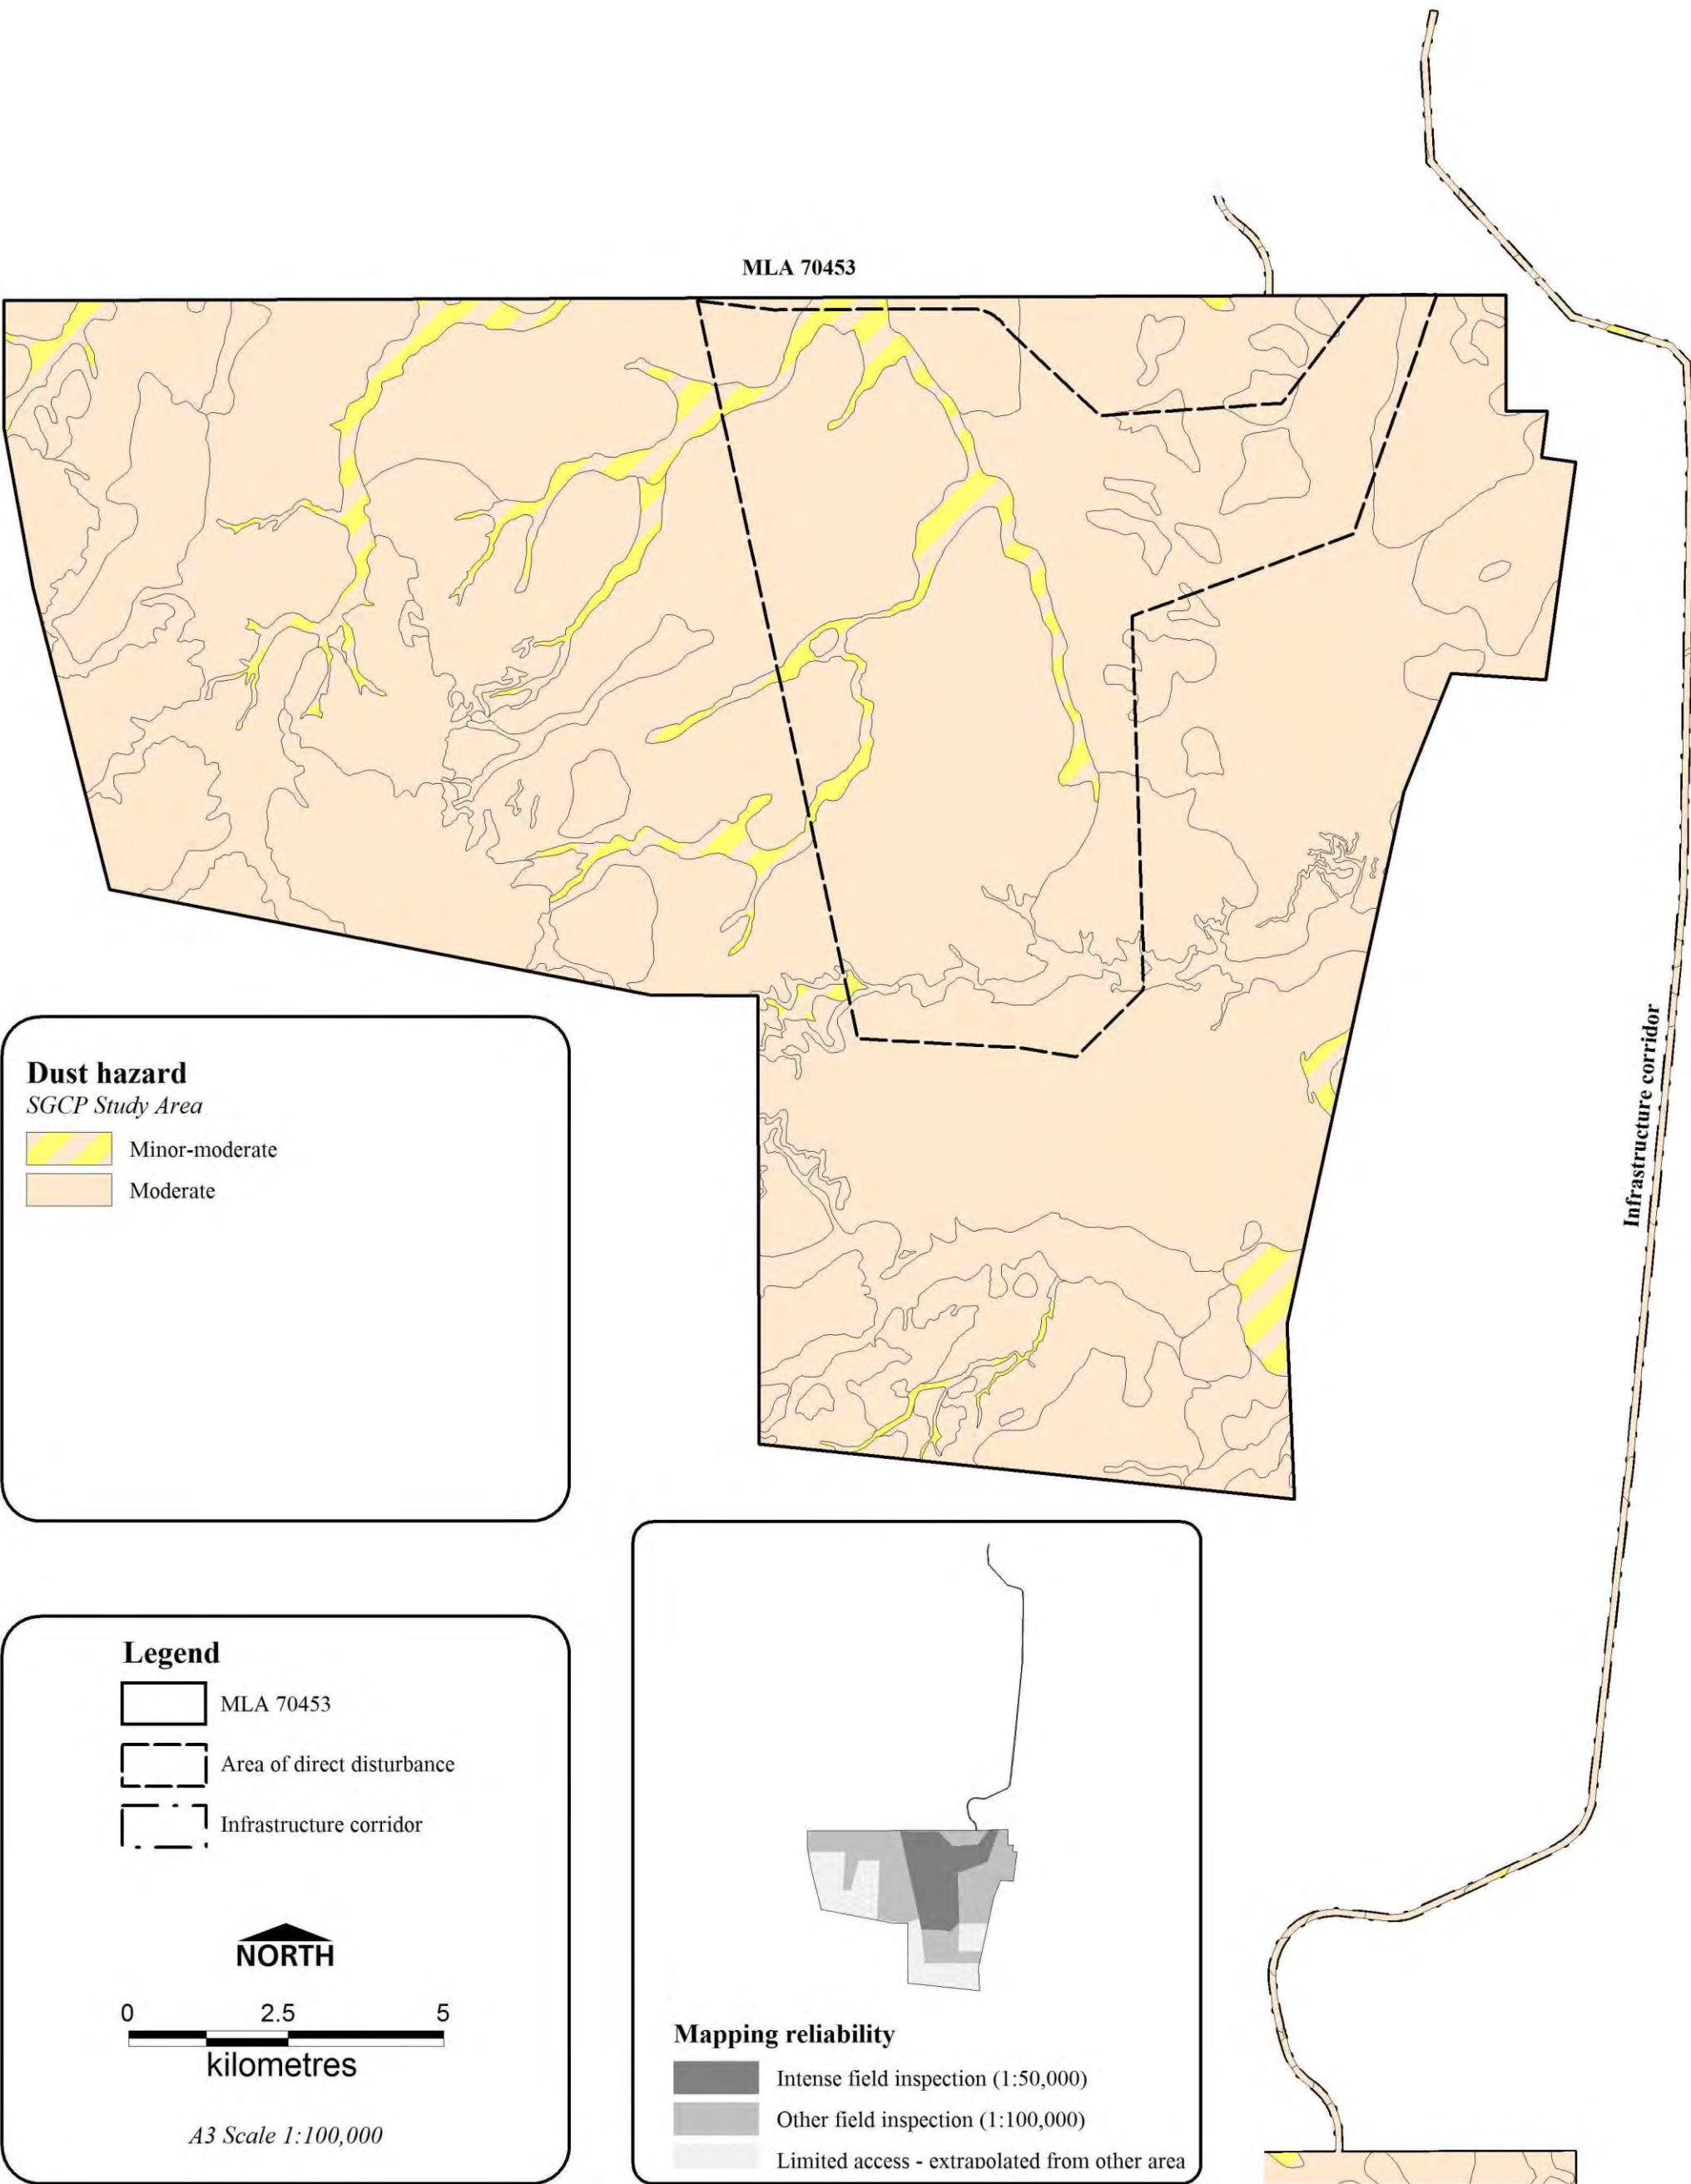 MLA 70453
Infrastructure corridor
Dust hazard
SGCP Study Area
Minor-moderate
Moderate
Legend
MLA 70453
Area of direct disturbance
Infrastructure corridor
NORTH
0 2.5 5
kilometres
A3 Scale 1:100,000
Mapping reliability
Intense field inspection (1:50,000)
Other field inspection (1:100,000)
Limited access - extrapolated from other area